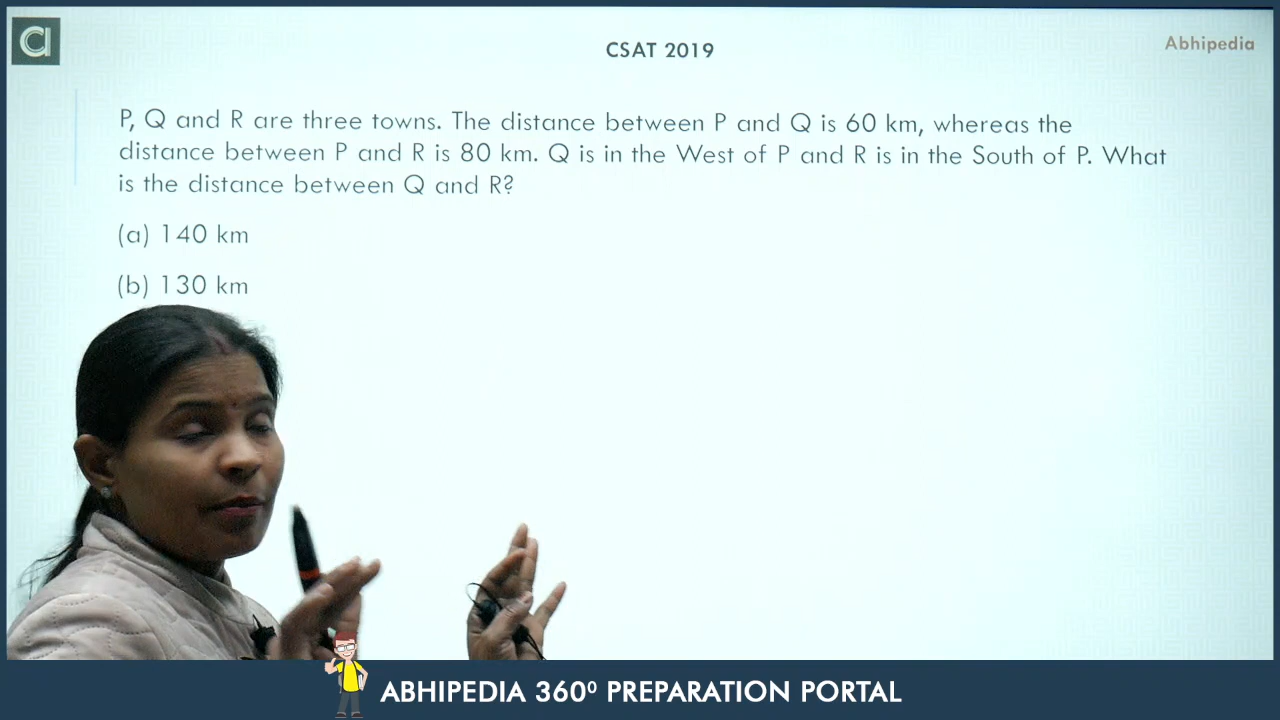 CSAT 2019
Abhipedia
P, Q and R are three towns. The distance between P and Q is 60 km, whereas the
distance between P and R is 80 km. Q is in the West of P and R is in the South of P. What
is the distance between Q and R?
(a) 140 km
(b) 130 km
ABHIPEDIA 360⁰ PREPARATION PORTAL